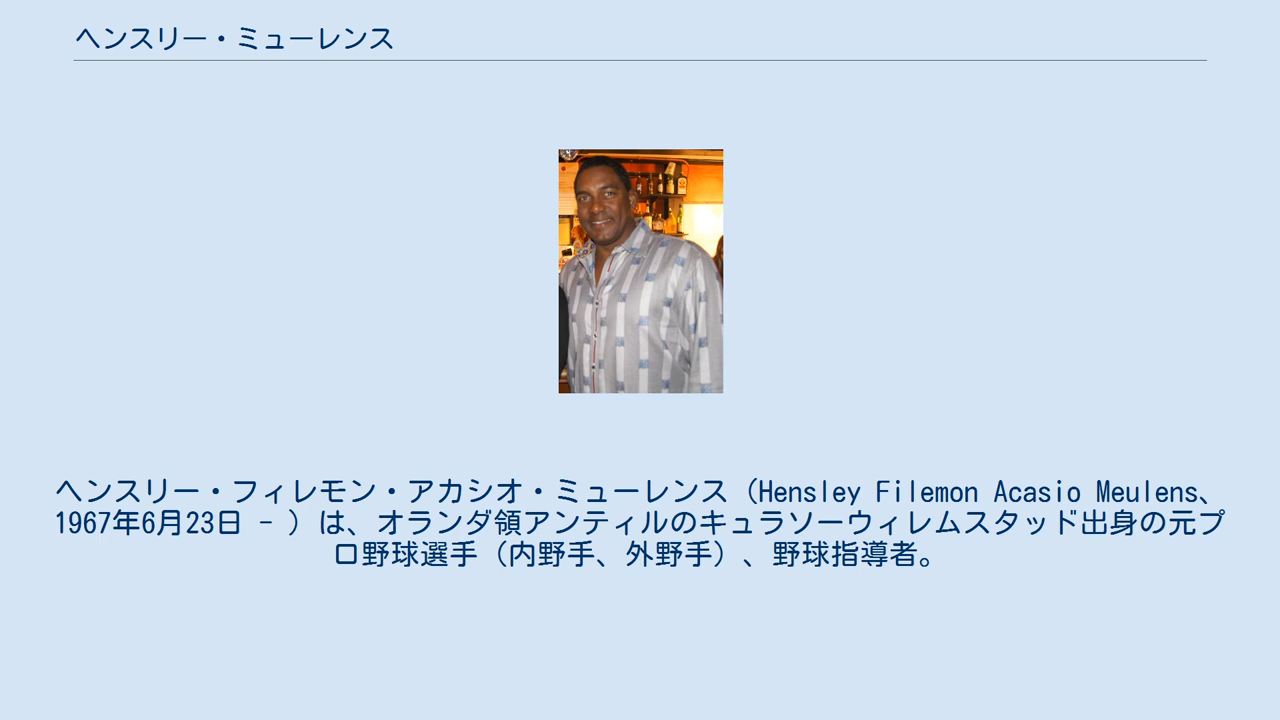 ヘンスリー・ミューレンス
ヘンスリー・フィレモン・アカシオ・ミューレンス（Hensley Filemon Acasio Meulens、
1967年6月23日 - ）は、オランダ領アンティルのキュラソーウィレムスタッド出身の元プ
ロ野球選手（内野手、外野手）、野球指導者。